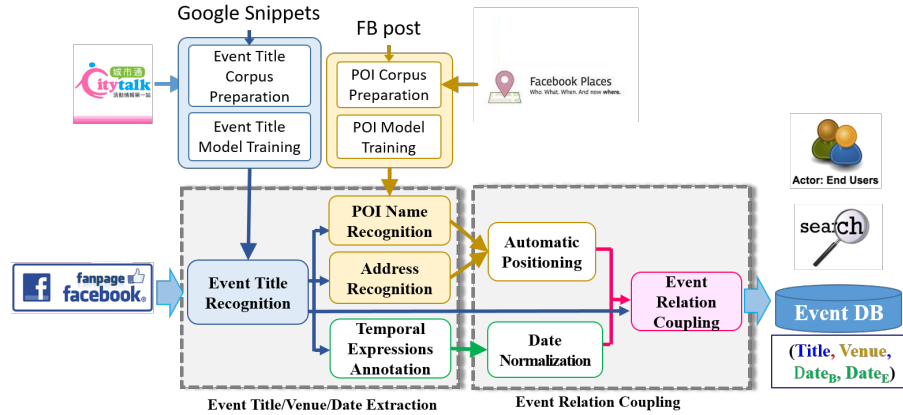 Google Snippets
FB post
城市通
Citytalk
活動情報第一站
Event Title
Corpus
Preparation
Event Title
Model Training
POI Corpus
Preparation
POI Model
Training
Facebook Places
Who. What. When. And now where.
Actor: End Users
search
fanpage
facebook
Event Title
Recognition
POI Name
Recognition
Address
Recognition
Temporal
Expressions
Annotation
Automatic
Positioning
Date
Normalization
Event
Relation
Coupling
Event DB
(Title, Venue,
DateB, DateE)
Event Title/Venue/Date Extraction
Event Relation Coupling